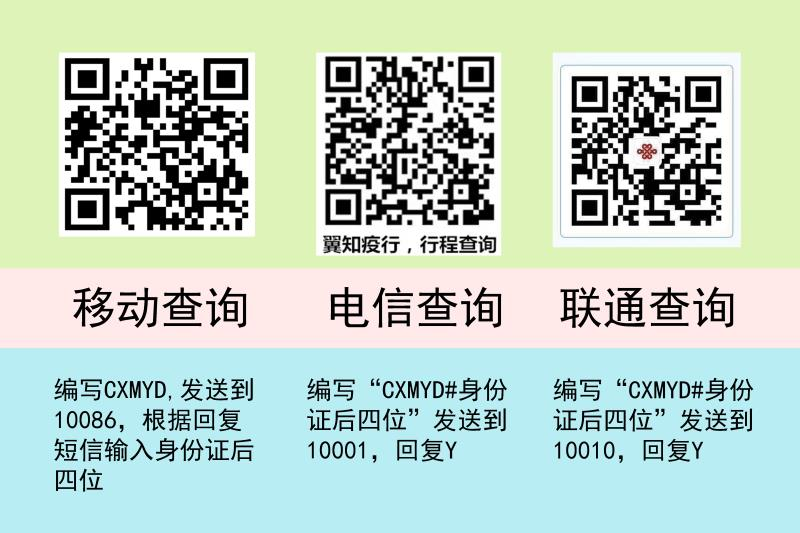 翼知疫行，行程查询
移动查询
电信查询
联通查询
编写CXMYD,发送到
10086，根据回复
短信输入身份证后
四位
编写“CXMYD#身份
证后四位”发送到
10001，回复Y
编写“CXMYD#身份
证后四位”发送到
10010，回复Y